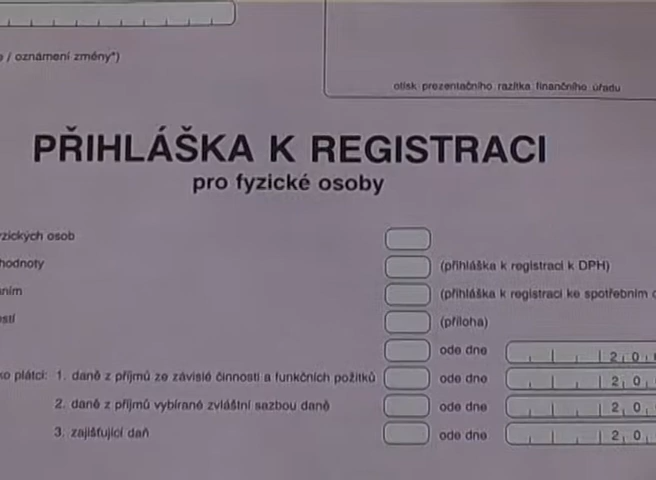 / oznámení změny*)
otisk prezentačního razítka finančního úřadu
PŘIHLÁŠKA K REGISTRACI
pro fyzické osoby
zických osob
hodnoty
(přihláška k registraci k DPH)
ním
(přihláška k registraci ke spotřebním
stí
(příloha)
ode dne 2 0
ko plátci: 1. daně z příjmů ze závislé činnosti a funkčních požitků ode dne 2 0
2. daně z příjmů vybírané zvláštní sazbou daně ode dne 2 0
3. zajišťující daň ode dne 2 0